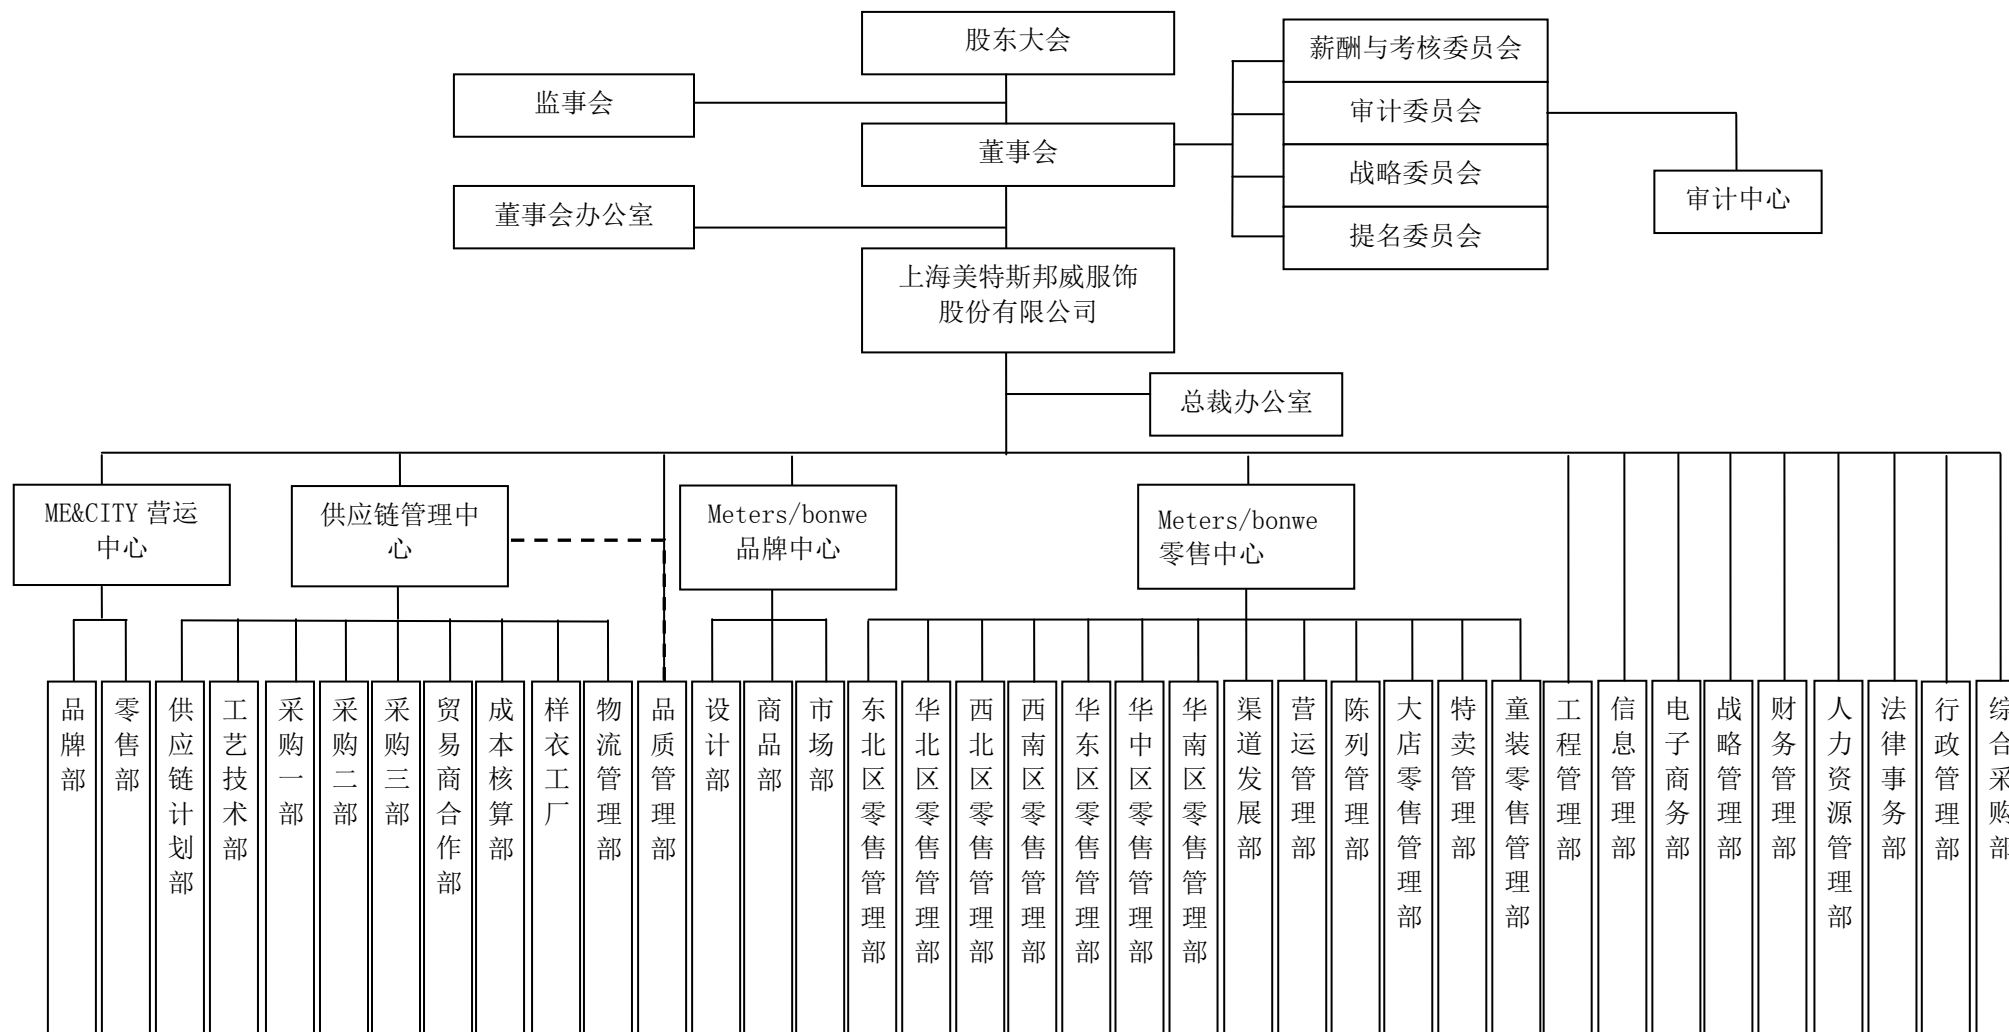 股东大会
薪酬与考核委员会
监事会
审计委员会
董事会
战略委员会
审计中心
董事会办公室
提名委员会
上海美特斯邦威服饰
股份有限公司
总裁办公室
ME&CITY 营运
中心
供应链管理中
心
Meters/bonwe
品牌中心
Meters/bonwe
零售中心
品牌部
零售部
供应链计划部
工艺技术部
采购一部
采购二部
采购三部
贸易商合作部
成本核算部
样衣工厂
物流管理部
品质管理部
设计部
商品部
市场部
东北区零售管理部
华北区零售管理部
西北区零售管理部
西南区零售管理部
华东区零售管理部
华中区零售管理部
华南区零售管理部
渠道发展部
营运管理部
陈列管理部
大店零售管理部
特卖管理部
童装零售管理部
工程管理部
信息管理部
电子商务部
战略管理部
财务管理部
人力资源管理部
法律事务部
行政管理部
综合采购部